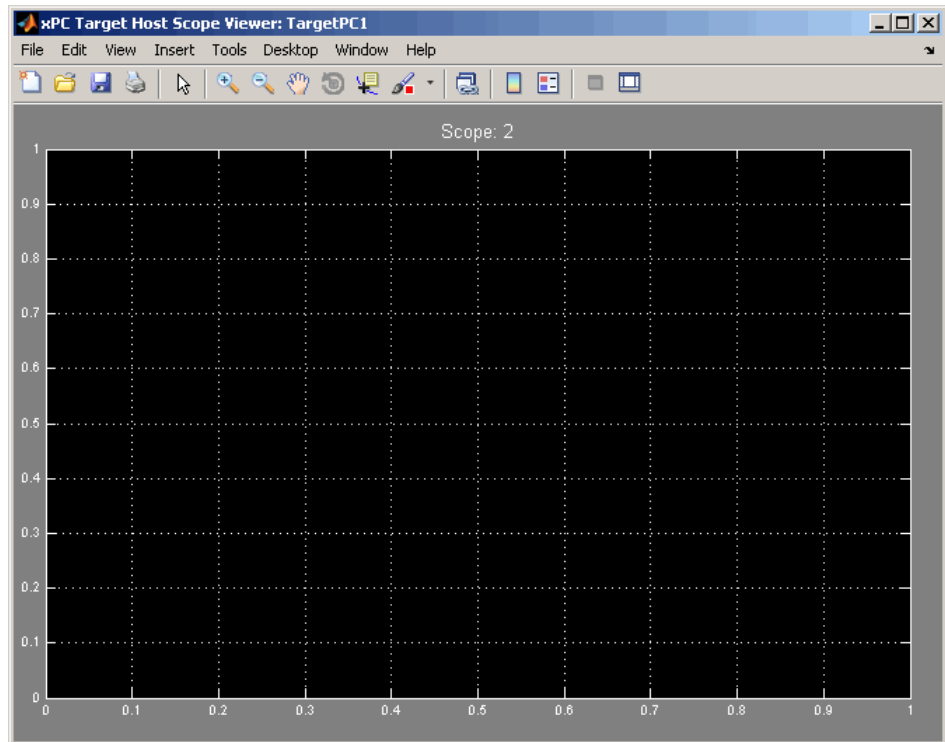 xPC Target Host Scope Viewer: TargetPC1
File Edit View Insert Tools Desktop Window Help
Scope: 2
1
0.9
0.8
0.7
0.6
0.5
0.4
0.3
0.2
0.1
0
0 0.1 0.2 0.3 0.4 0.5 0.6 0.7 0.8 0.9 1